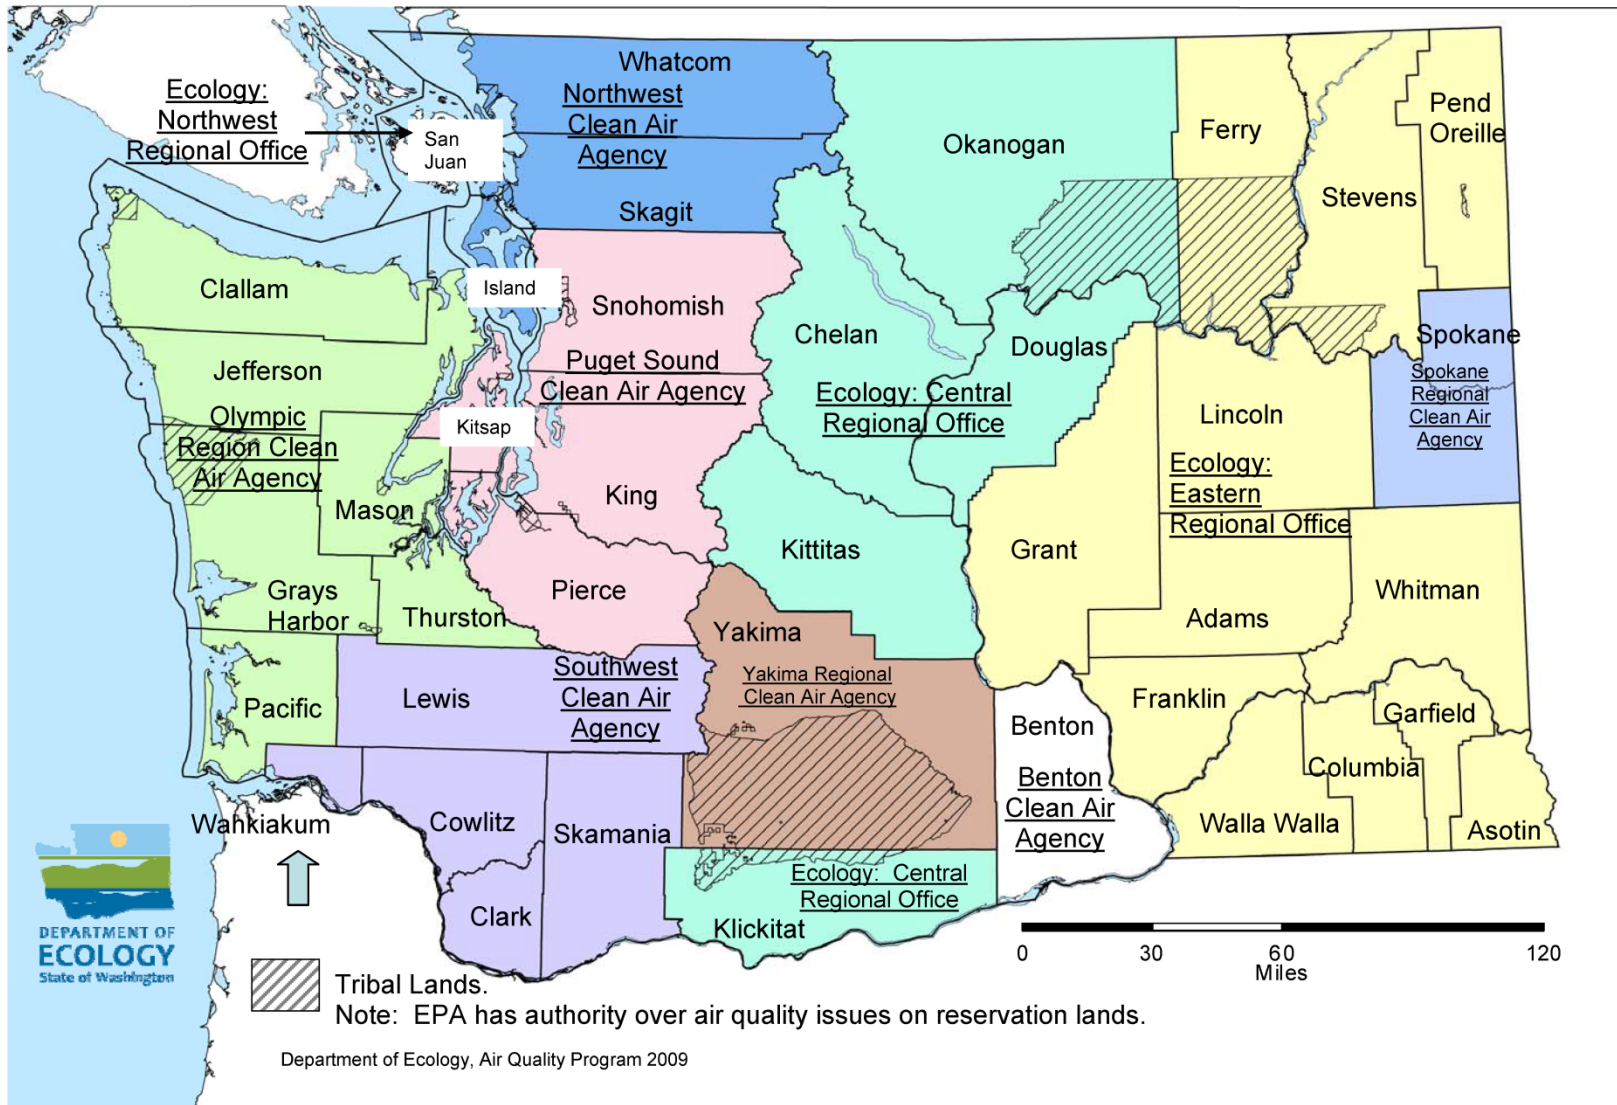 Whatcom
Northwest
Clean Air
Agency
Skagit
Ecology:
Northwest
Regional Office
San
Juan
Island
Okanogan
Ferry
Stevens
Pend
Oreille
Clallam
Jefferson
Olympic
Region Clean
Air Agency
Mason
Grays
Harbor
Thurston
Pacific
Snohomish
Puget Sound
Clean Air Agency
Kitsap
King
Pierce
Chelan
Douglas
Ecology: Central
Regional Office
Kittitas
Lincoln
Ecology:
Eastern
Regional Office
Spokane
Spokane
Regional
Clean Air
Agency
Grant
Adams
Whitman
Yakima
Yakima Regional
Clean Air Agency
Lewis
Southwest
Clean Air
Agency
Benton
Benton
Clean Air
Agency
Franklin
Garfield
Columbia
Walla Walla
Asotin
Wahkiakum
Cowlitz
Skamania
Clark
Ecology: Central
Regional Office
Klickitat
0 30 60 120
Miles
DEPARTMENT OF
ECOLOGY
State of Washington
Tribal Lands.
Note: EPA has authority over air quality issues on reservation lands.
Department of Ecology, Air Quality Program 2009